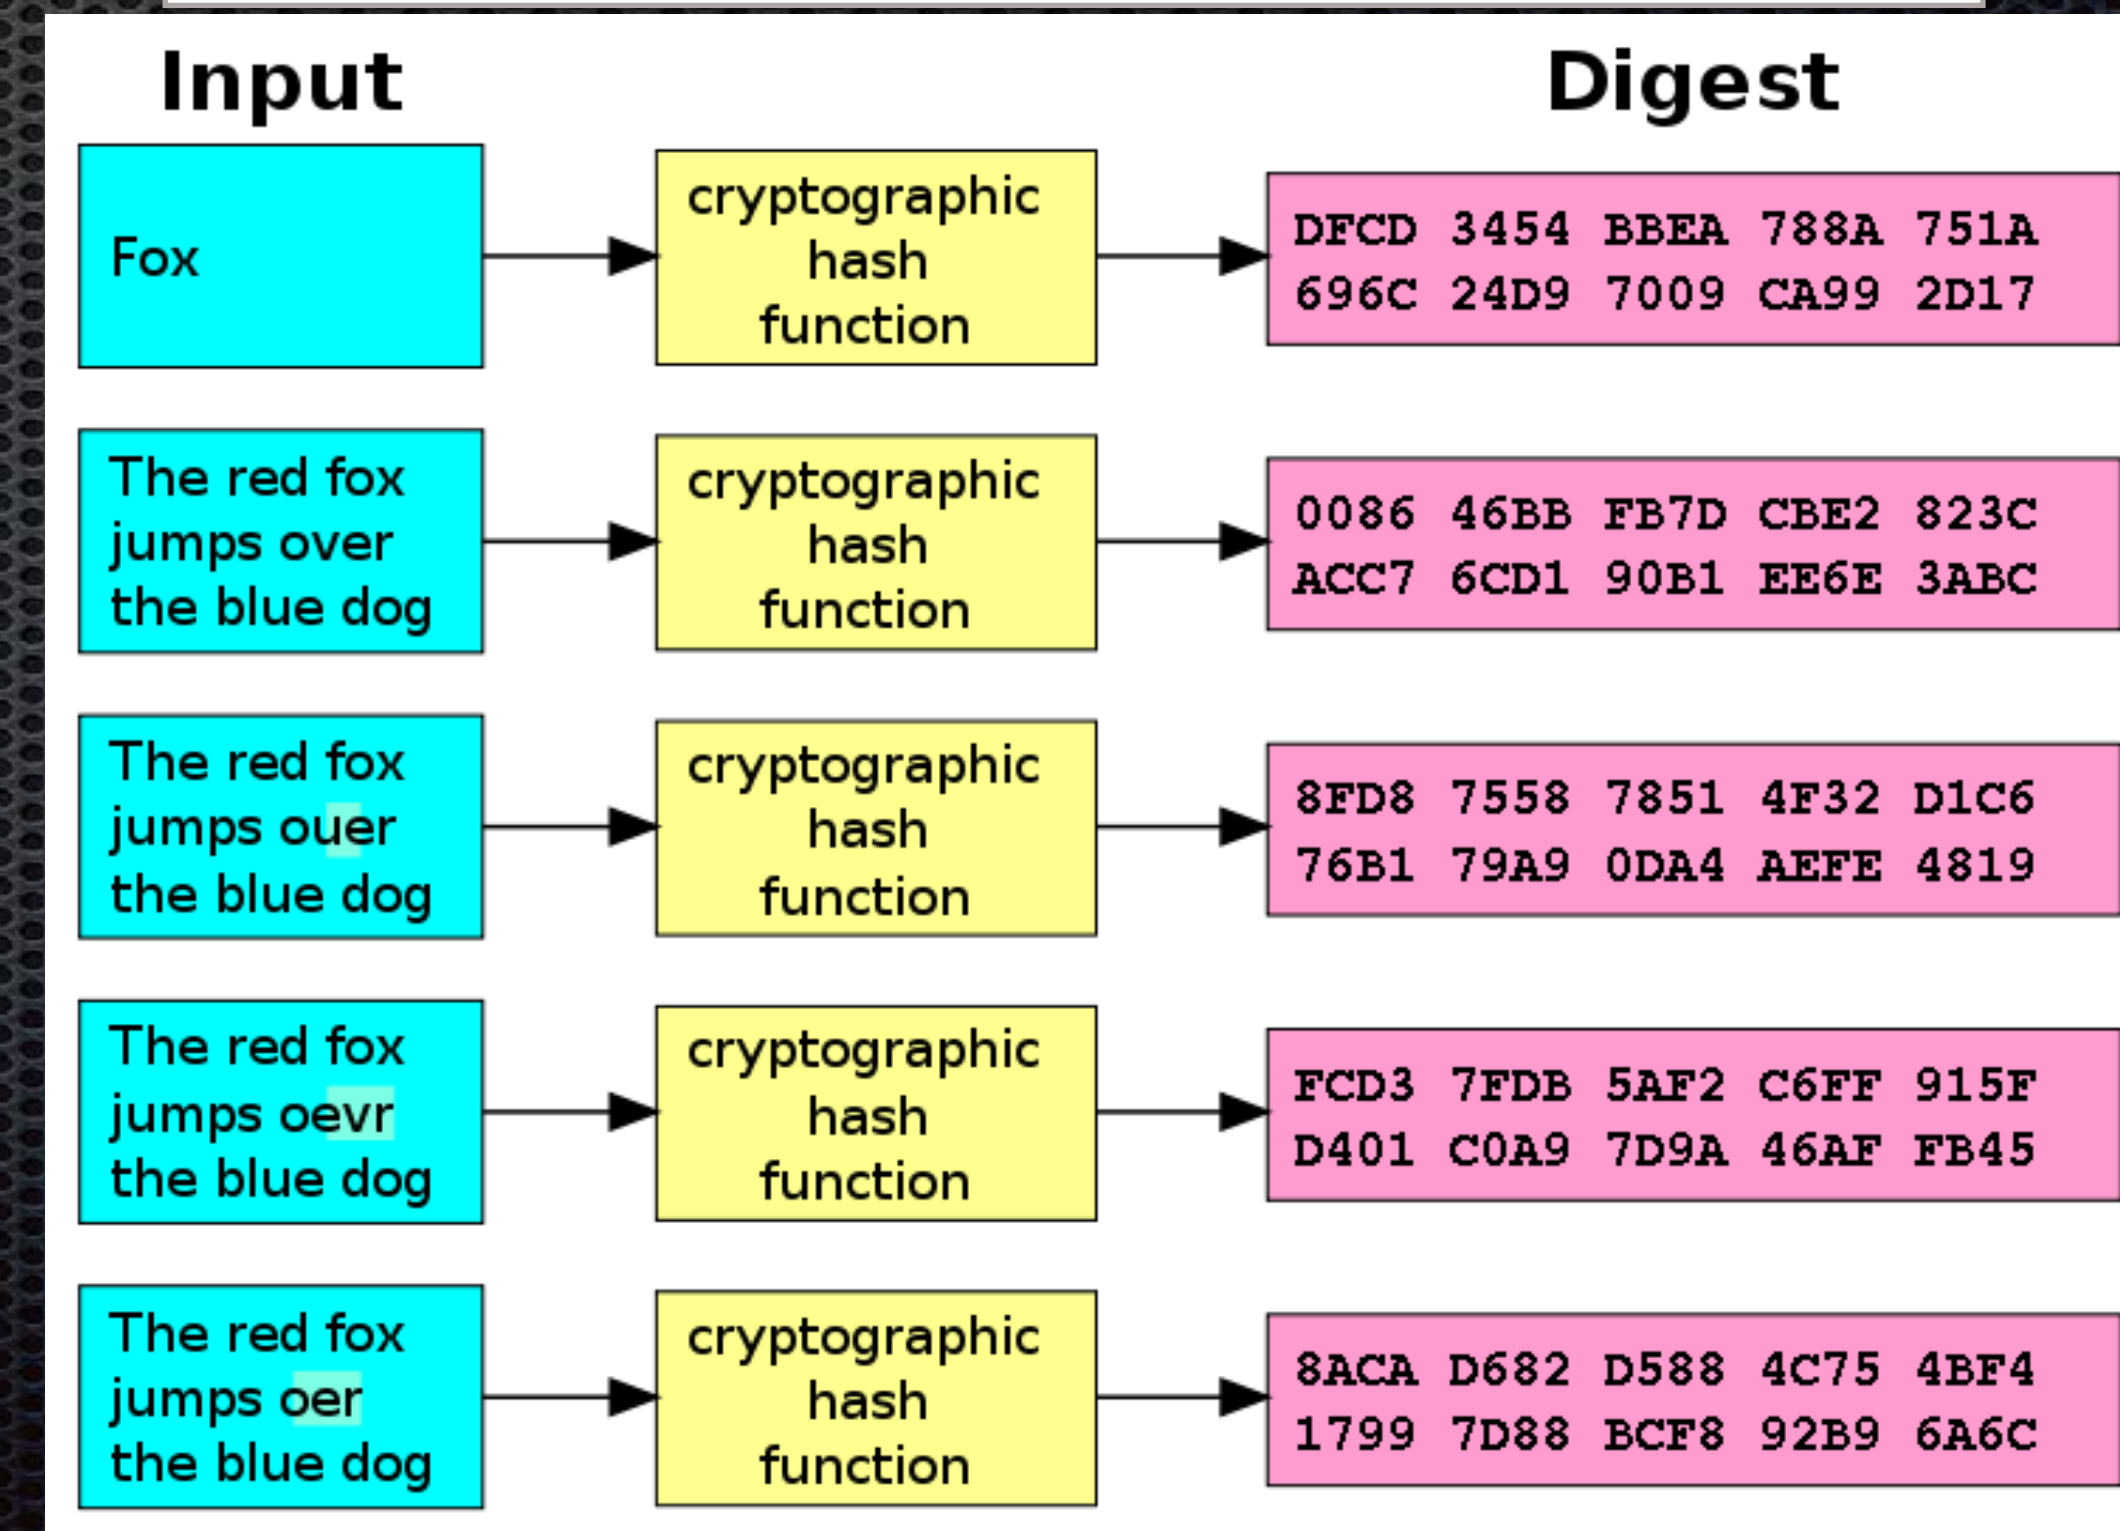 Input
Digest
Fox
cryptographic
hash
function
DFCD 3454 BBEA 788A 751A
696C 24D9 7009 CA99 2D17
The red fox
jumps over
the blue dog
cryptographic
hash
function
0086 46BB FB7D CBE2 823C
ACC7 6CD1 90B1 EE6E 3ABC
The red fox
jumps ouer
the blue dog
cryptographic
hash
function
8FD8 7558 7851 4F32 D1C6
76B1 79A9 0DA4 AEFE 4819
The red fox
jumps oevr
the blue dog
cryptographic
hash
function
FCD3 7FDB 5AF2 C6FF 915F
D401 C0A9 7D9A 46AF FB45
The red fox
jumps oer
the blue dog
cryptographic
hash
function
8ACA D682 D588 4C75 4BF4
1799 7D88 BCF8 92B9 6A6C